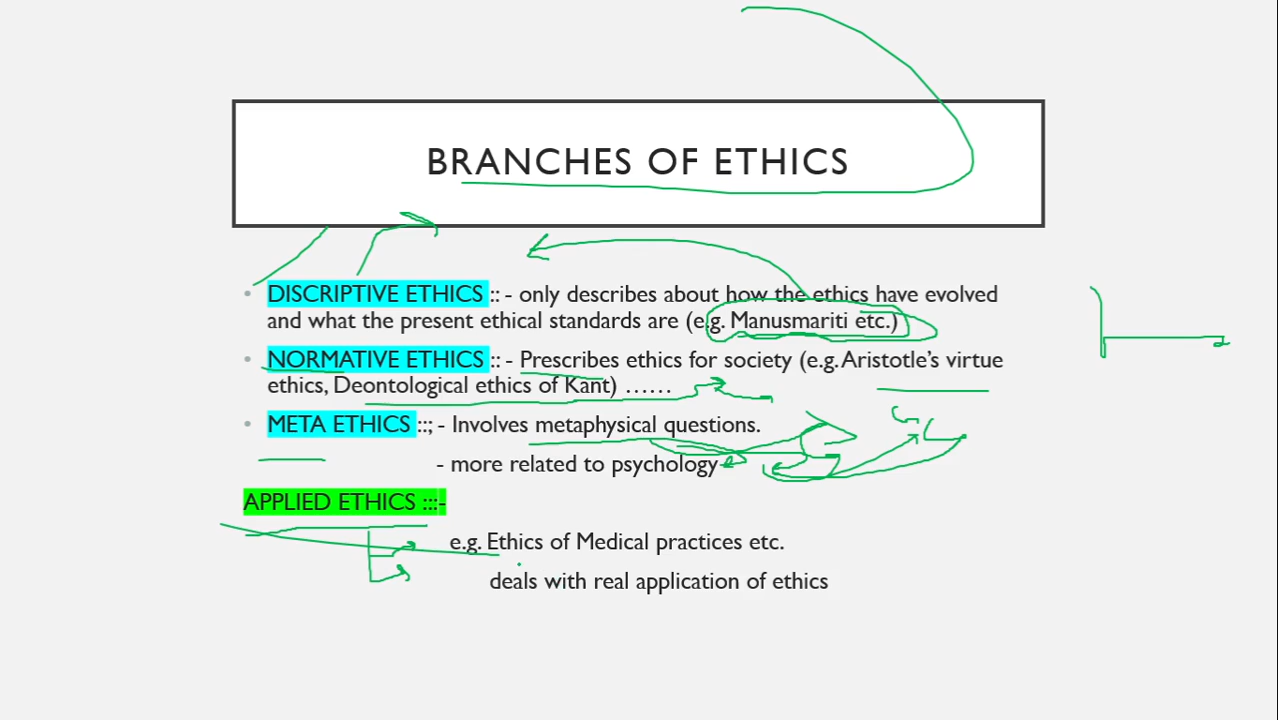 BRANCHES OF ETHICS
• DISCRIPTIVE ETHICS :: - only describes about how the ethics have evolved
and what the present ethical standards are (e.g. Manusmariti etc.)
• NORMATIVE ETHICS :: - Prescribes ethics for society (e.g. Aristotle's virtue
ethics, Deontological ethics of Kant) ......
• META ETHICS ::; - Involves metaphysical questions.
- more related to psychology
APPLIED ETHICS :::-
e.g. Ethics of Medical practices etc.
deals with real application of ethics